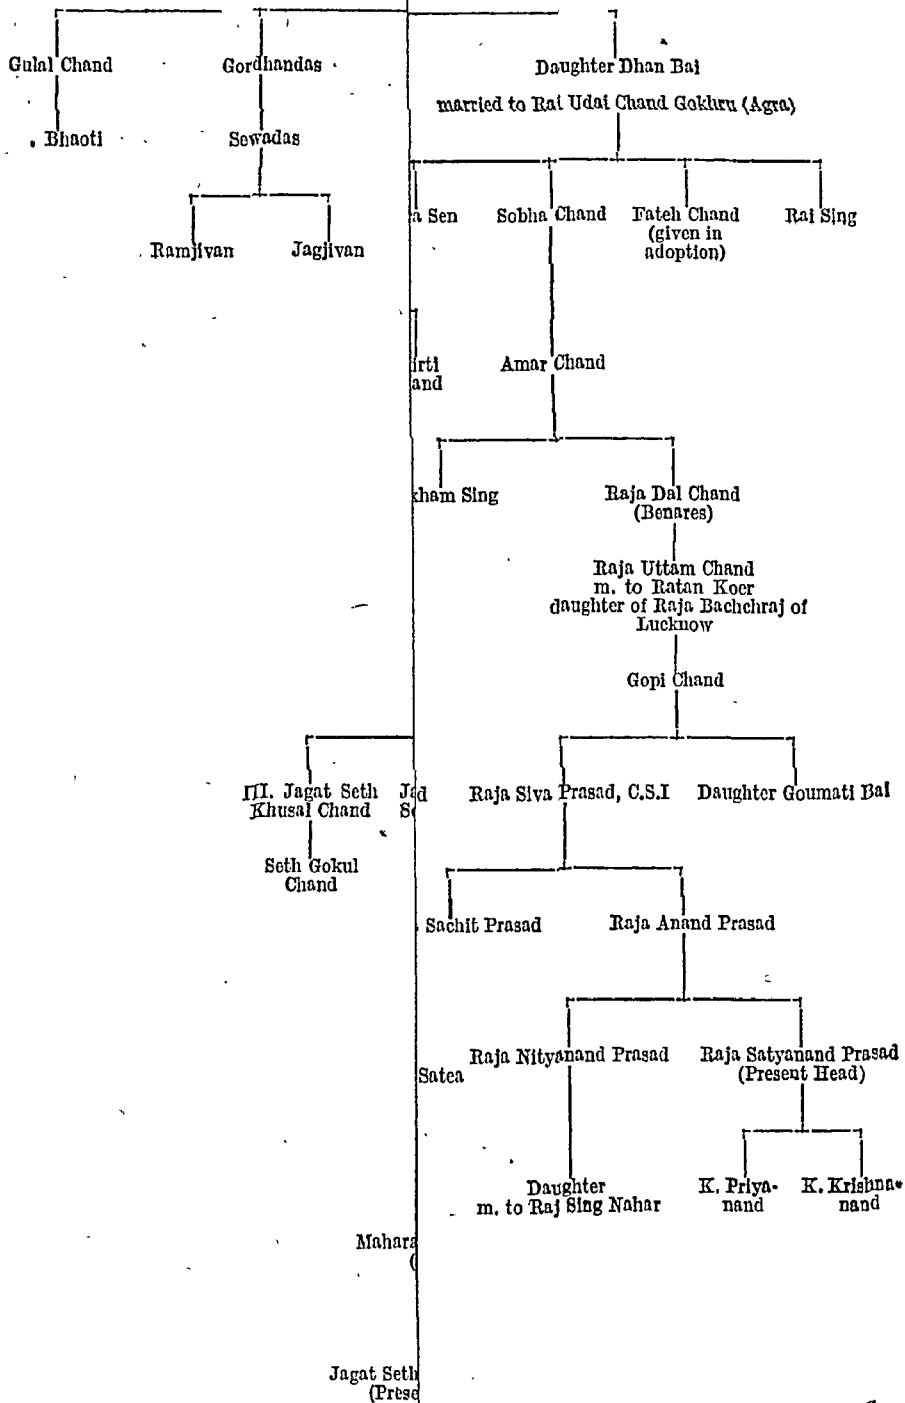 Gulal Chand
Gordhandas
Daughter Dhan Bai
married to Rai Udai Chand Gokhru (Agra)
Bhaoti
Sewadas
a Sen
Sobha Chand
Fateh Chand
(given in
adoption)
Rai Sing
Ramjivan
Jagjivan
irti
and
Amar Chand
kham Sing
Raja Dal Chand
(Benares)
Raja Uttam Chand
m. to Ratan Koer
daughter of Raja Bachchraj of
Lucknow
Gopi Chand
III. Jagat Seth
Khusal Chand
Raja Siva Prasad, C.S.I
Daughter Goumati Bai
Seth Gokul
Chand
Sachit Prasad
Raja Anand Prasad
Raja Nityanand Prasad
Raja Satyanand Prasad
(Present Head)
Satea
Daughter
m. to Raj Sing Nahar
K. Priya-
nand
K. Krishna-
nand
Mahara
(
Jagat Seth
(Prese